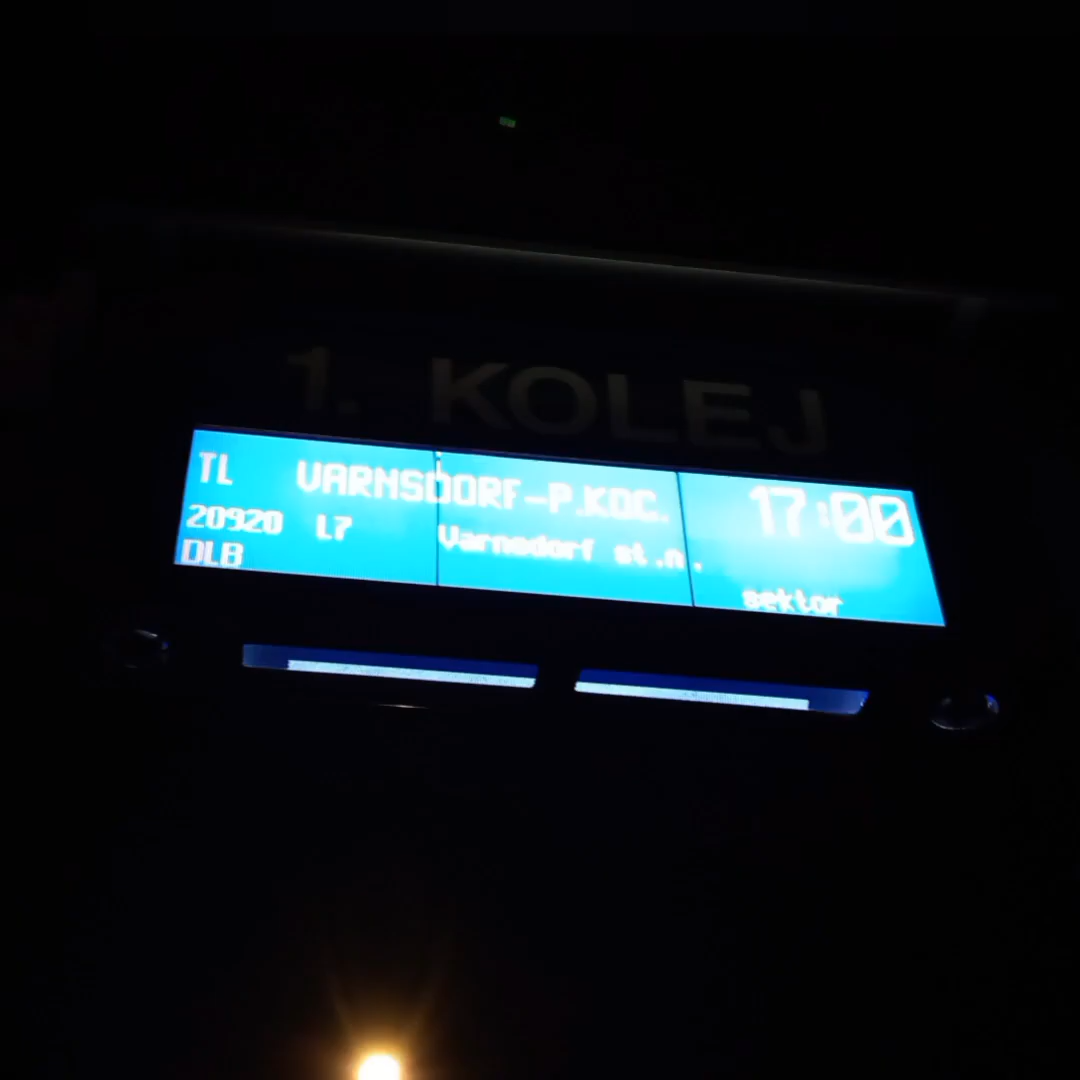 1. KOLEJ
TL VARNSDORF-P.KOC. 17:00
20920 L7 Varnsdorf st.n.
DLB sektor